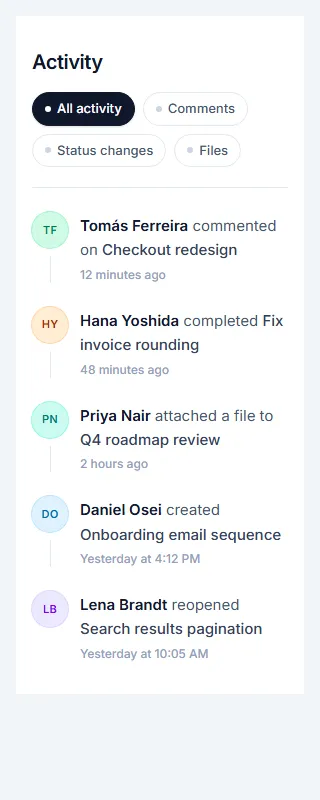 Activity
All activity
Comments
Status changes
Files
TF
Tomás Ferreira commented
on Checkout redesign
12 minutes ago
HY
Hana Yoshida completed Fix
invoice rounding
48 minutes ago
PN
Priya Nair attached a file to
Q4 roadmap review
2 hours ago
DO
Daniel Osei created
Onboarding email sequence
Yesterday at 4:12 PM
LB
Lena Brandt reopened
Search results pagination
Yesterday at 10:05 AM